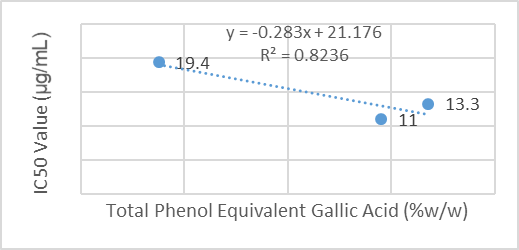 y = -0.283x + 21.176
R² = 0.8236
19.4
13.3
11
IC50 Value (µg/mL)
Total Phenol Equivalent Gallic Acid (%w/w)